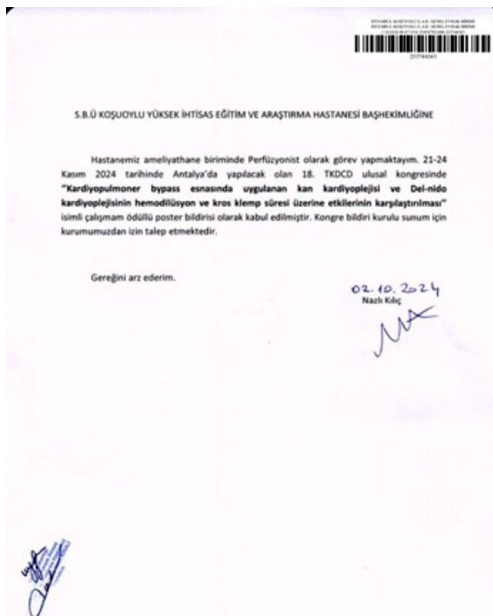 255744043
S.B.Ü KOŞUOYLU YÜKSEK İHTİSAS EĞİTİM VE ARAŞTIRMA HASTANESİ BAŞHEKİMLİĞİNE
Hastanemiz ameliyathane biriminde Perfüzyonist olarak görev yapmaktayım. 21-24
Kasım 2024 tarihinde Antalya'da yapılacak olan 18. TKDCD ulusal kongresinde
"Kardiyopulmoner bypass esnasında uygulanan kan kardiyoplejisi ve Del-nido
kardiyoplejisinin hemodilüsyon ve kros klemp süresi üzerine etkilerinin karşılaştırılması"
isimli çalışmam ödüllü poster bildirisi olarak kabul edilmiştir. Kongre bildiri kurulu sunum için
kurumumuzdan izin talep etmektedir.
Gereğini arz ederim.
02.10.2024
Nazlı Kılıç